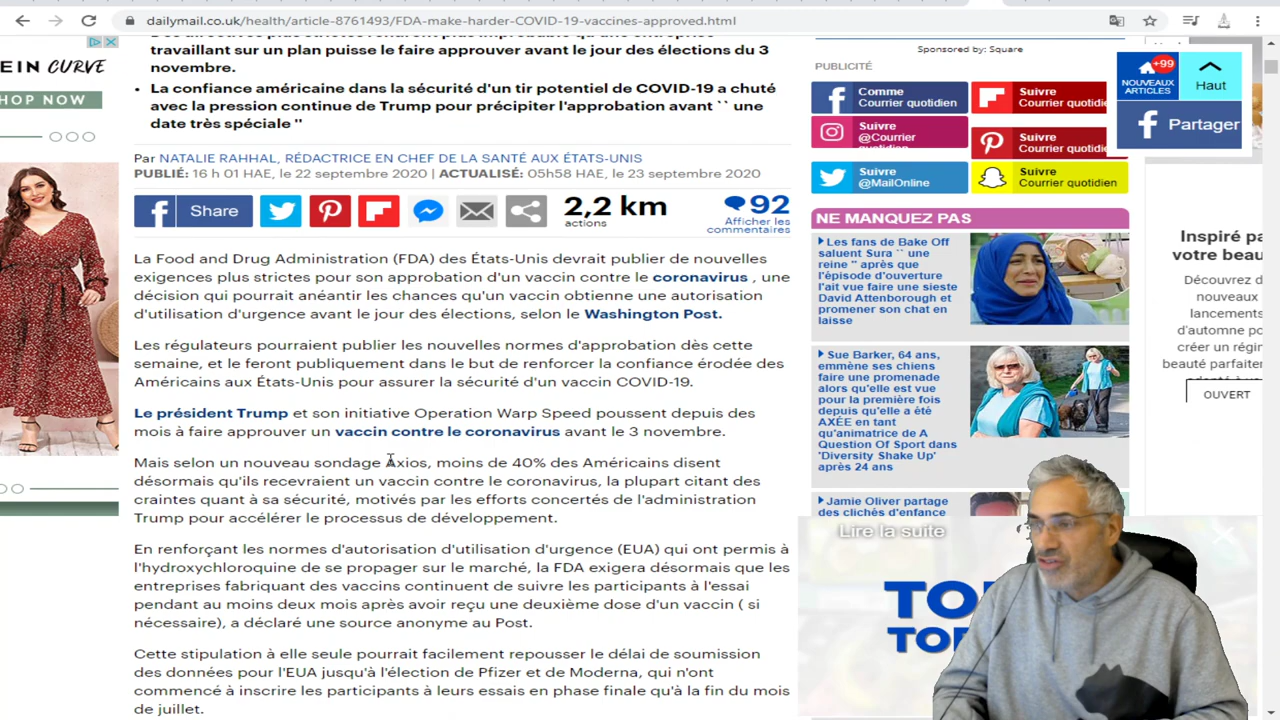 dailymail.co.uk/health/article-8761493/FDA-make-harder-COVID-19-vaccines-approved.html
EIN CURVE
HOP NOW
travaillant sur un plan puisse le faire approuver avant le jour des élections du 3
novembre.
• La confiance américaine dans la sécurité d'un tir potentiel de COVID-19 a chuté
avec la pression continue de Trump pour précipiter l'approbation avant `` une
date très spéciale ''
Par NATALIE RAHHAL, RÉDACTRICE EN CHEF DE LA SANTÉ AUX ÉTATS-UNIS
PUBLIÉ: 16 h 01 HAE, le 22 septembre 2020 | ACTUALISÉ: 05h58 HAE, le 23 septembre 2020
Share
2,2 km
actions
92
Afficher les
commentaires
La Food and Drug Administration (FDA) des États-Unis devrait publier de nouvelles
exigences plus strictes pour son approbation d'un vaccin contre le coronavirus , une
décision qui pourrait anéantir les chances qu'un vaccin obtienne une autorisation
d'utilisation d'urgence avant le jour des élections, selon le Washington Post.
Les régulateurs pourraient publier les nouvelles normes d'approbation dès cette
semaine, et le feront publiquement dans le but de renforcer la confiance érodée des
Américains aux États-Unis pour assurer la sécurité d'un vaccin COVID-19.
Le président Trump et son initiative Operation Warp Speed poussent depuis des
mois à faire approuver un vaccin contre le coronavirus avant le 3 novembre.
Mais selon un nouveau sondage Axios, moins de 40% des Américains disent
désormais qu'ils recevraient un vaccin contre le coronavirus, la plupart citant des
craintes quant à sa sécurité, motivés par les efforts concertés de l'administration
Trump pour accélérer le processus de développement.
En renforçant les normes d'autorisation d'utilisation d'urgence (EUA) qui ont permis à
l'hydroxychloroquine de se propager sur le marché, la FDA exigera désormais que les
entreprises fabriquant des vaccins continuent de suivre les participants à l'essai
pendant au moins deux mois après avoir reçu une deuxième dose d'un vaccin ( si
nécessaire), a déclaré une source anonyme au Post.
Cette stipulation à elle seule pourrait facilement repousser le délai de soumission
des données pour l'EUA jusqu'à l'élection de Pfizer et de Moderna, qui n'ont
commencé à inscrire les participants à leurs essais en phase finale qu'à la fin du mois
de juillet.
Sponsored by: Square
PUBLICITÉ
Comme
Courrier quotidien
Suivre
Courrier quotidie
Suivre
@Courrier
quotidien
Suivre
Courrier quotidie
Suivre
@MailOnline
Suivre
Courrier quotidien
+99
NOUVEAUX
ARTICLES
Haut
Partager
NE MANQUEZ PAS
Les fans de Bake Off
saluent Sura `` une
reine '' après que
l'épisode d'ouverture
l'ait vue faire une sieste
David Attenborough et
promener son chat en
laisse
Sue Barker, 64 ans,
emmène ses chiens
faire une promenade
alors qu'elle est vue
pour la première fois
depuis qu'elle a été
AXÉE en tant
qu'animatrice de A
Question Of Sport dans
'Diversity Shake Up'
après 24 ans
Jamie Oliver partage
des clichés d'enfance
Lire la suite
TO
TO
Inspiré pa
votre beau
Découvrez d
nouveaux
lancements
d'automne po
créer un régir
beauté parfaiter
OUVERT